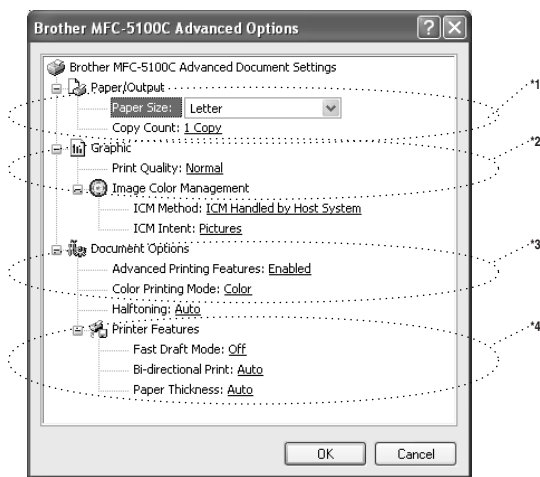 Brother MFC-5100C Advanced Options
Brother MFC-5100C Advanced Document Settings
Paper/Output
Paper Size: Letter
*1
Copy Count: 1 Copy
Graphic
*2
Print Quality: Normal
Image Color Management
ICM Method: ICM Handled by Host System
ICM Intent: Pictures
Document Options
*3
Advanced Printing Features: Enabled
Color Printing Mode: Color
Halftoning: Auto
Printer Features
*4
Fast Draft Mode: Off
Bi-directional Print: Auto
Paper Thickness: Auto
OK Cancel